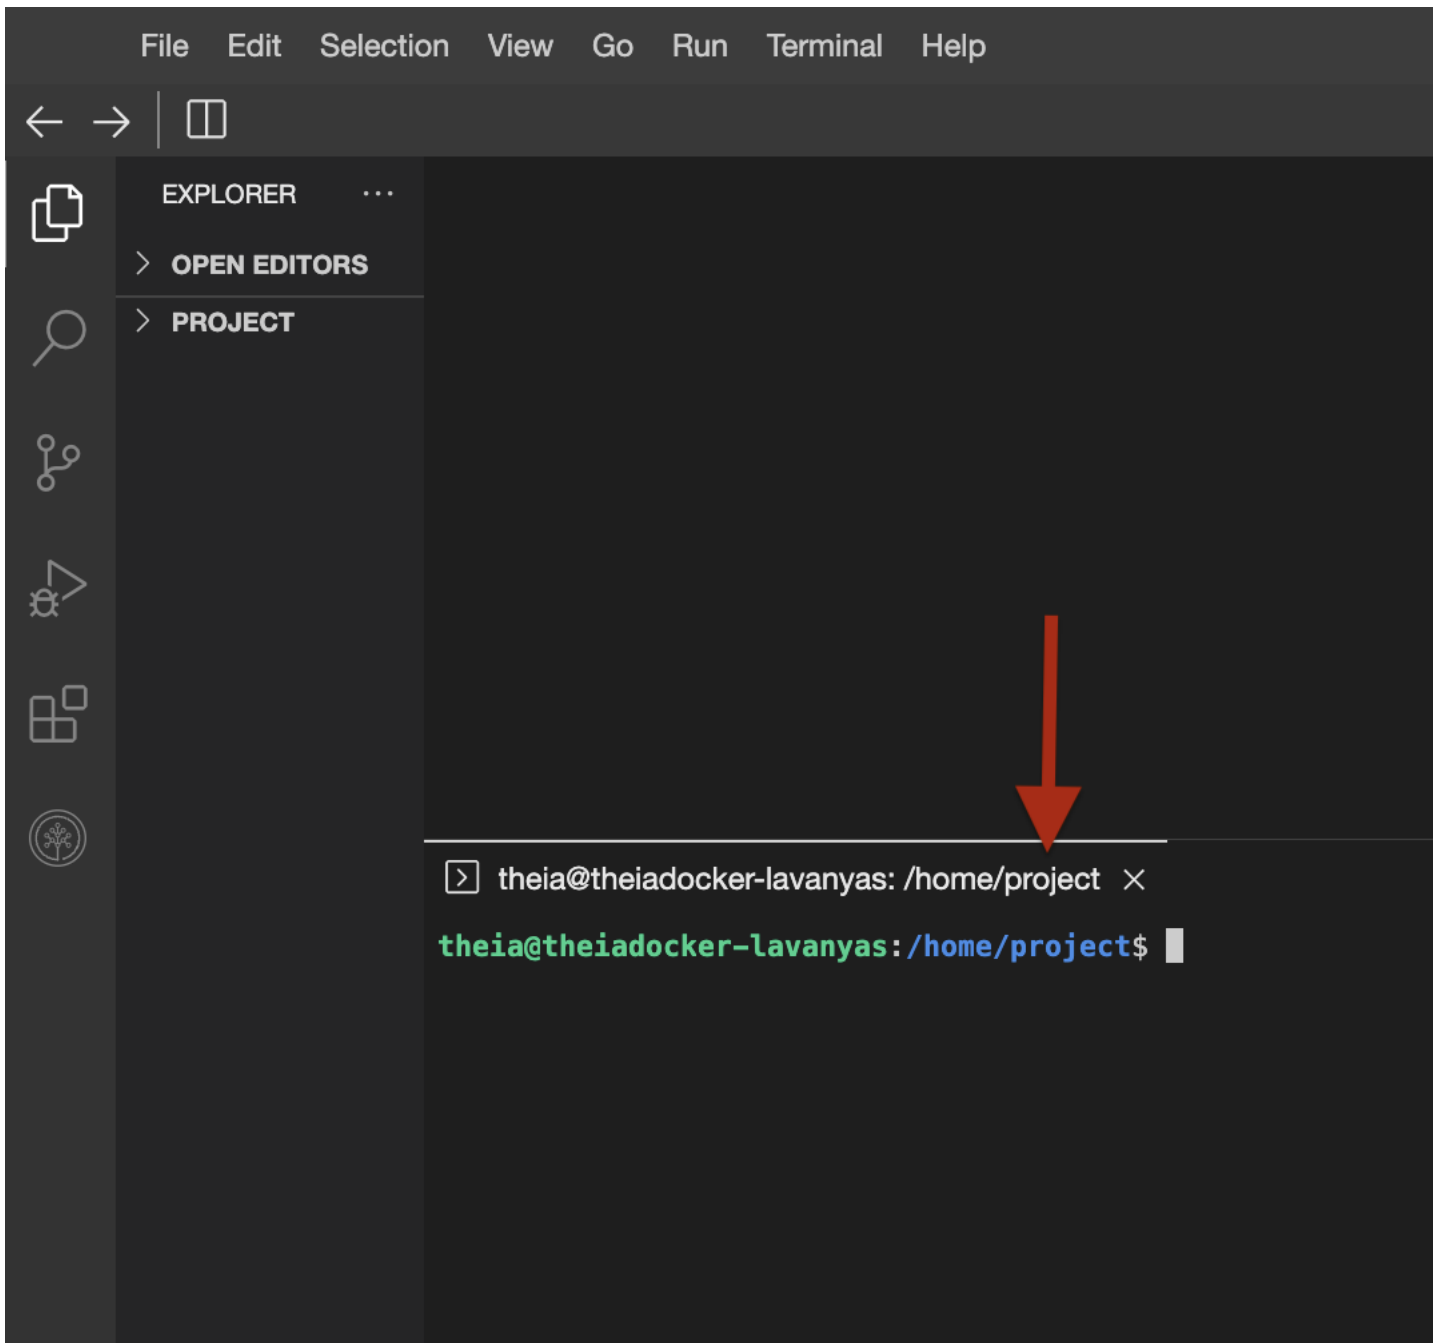 File Edit Selection View Go Run Terminal Help
EXPLORER ...
OPEN EDITORS
PROJECT
theia@theiadocker-lavanyas: /home/project
theia@theiadocker-lavanyas:/home/project$